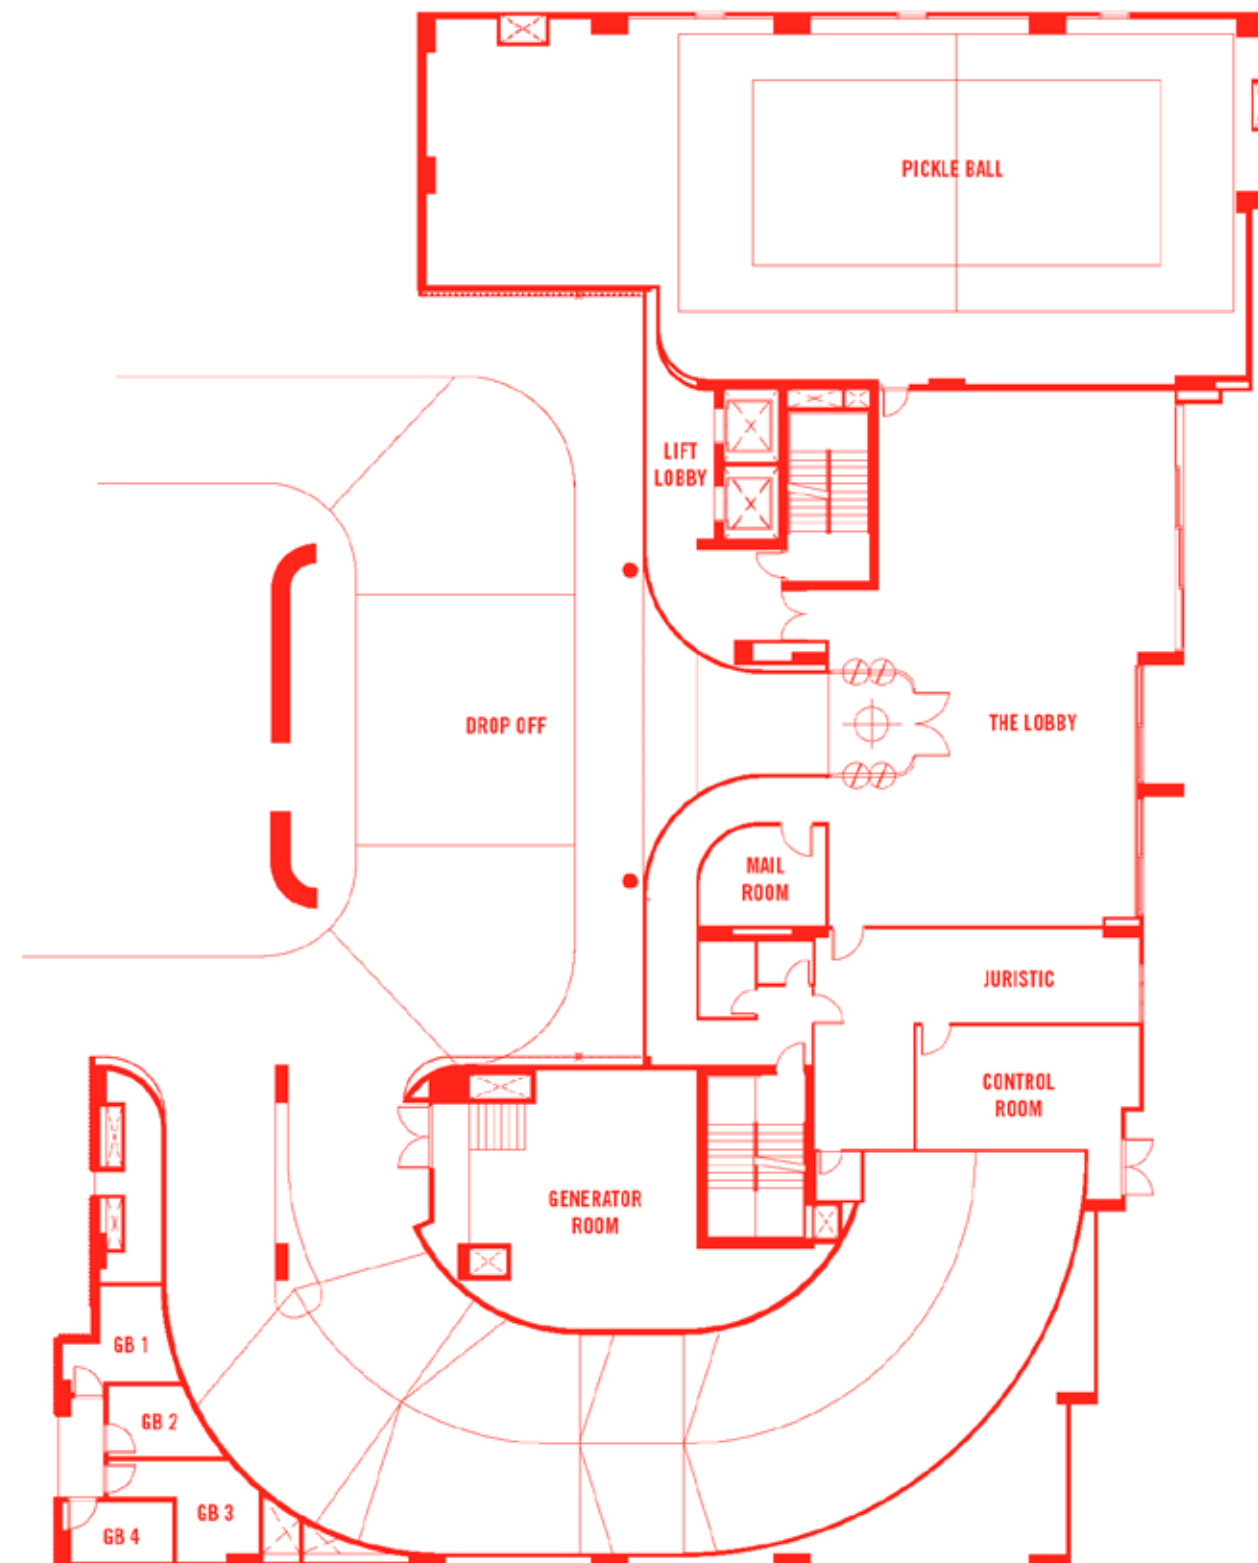 PICKLE BALL
LIFT
LOBBY
DROP OFF
THE LOBBY
MAIL
ROOM
JURISTIC
CONTROL
ROOM
GENERATOR
ROOM
GB 1
GB 2
GB 3
GB 4